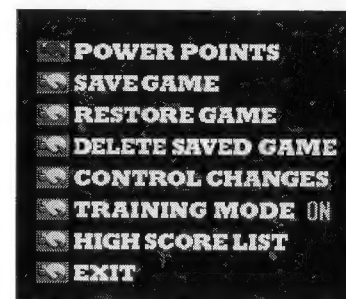 POWER POINTS
SAVE GAME
RESTORE GAME
DELETE SAVED GAME
CONTROL CHANGES
TRAINING MODE ON
HIGH SCORE LIST
EXIT